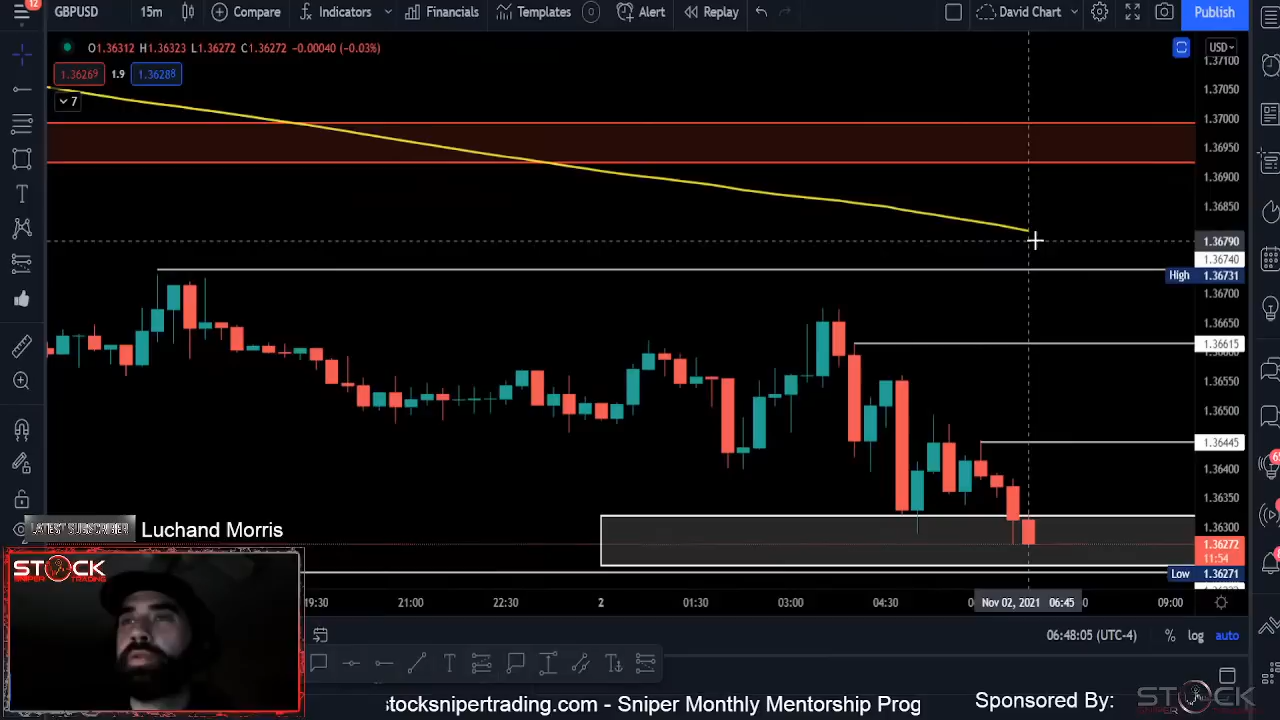 12
GBPUSD 15m Compare Indicators Financials Templates Alert Replay David Chart Publish
O1.36312 H1.36323 L1.36272 C1.36272 −0.00040 (−0.03%)
USD
1.37100
1.36269 1.9 1.36288
1.37050
7
1.37000
1.36950
1.36900
1.36850
1.36790
1.36740
High 1.36731
1.36700
1.36650
1.36615
1.36600
1.36550
1.36500
1.36445
1.36400
1.36350
1.36300
LATEST SUBSCRIBER Luchand Morris
1.36272
11:54
Low 1.36271
STOCK
SNIPER TRADING
19:30 21:00 22:30 2 01:30 03:00 04:30 Nov 02, 2021 06:45 09:00
06:48:05 (UTC-4) % log auto
stocksnipertrading.com - Sniper Monthly Mentorship Prog
Sponsored By:
STOCK